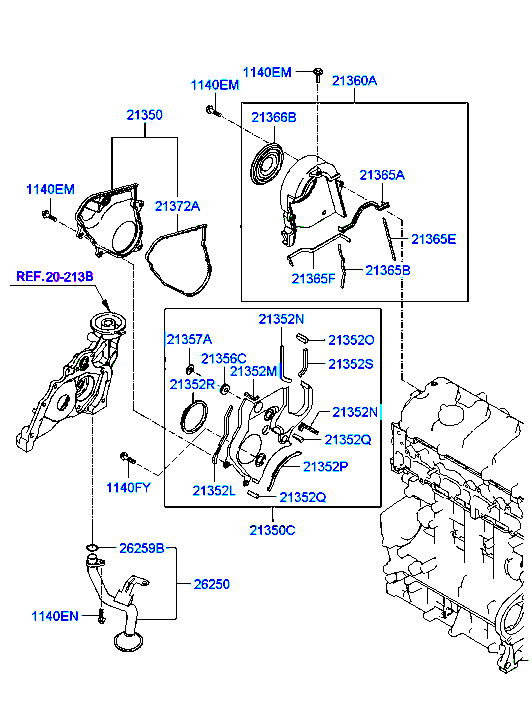 1140EM
21360A
1140EM
21350
21366B
21365A
1140EM
21372A
21365E
21365B
21365F
REF.20-213B
21352N
21357A
21352O
21356C
21352S
21352M
21352R
21352N
21352Q
21352P
1140FY
21352L
21352Q
21350C
26259B
26250
1140EN